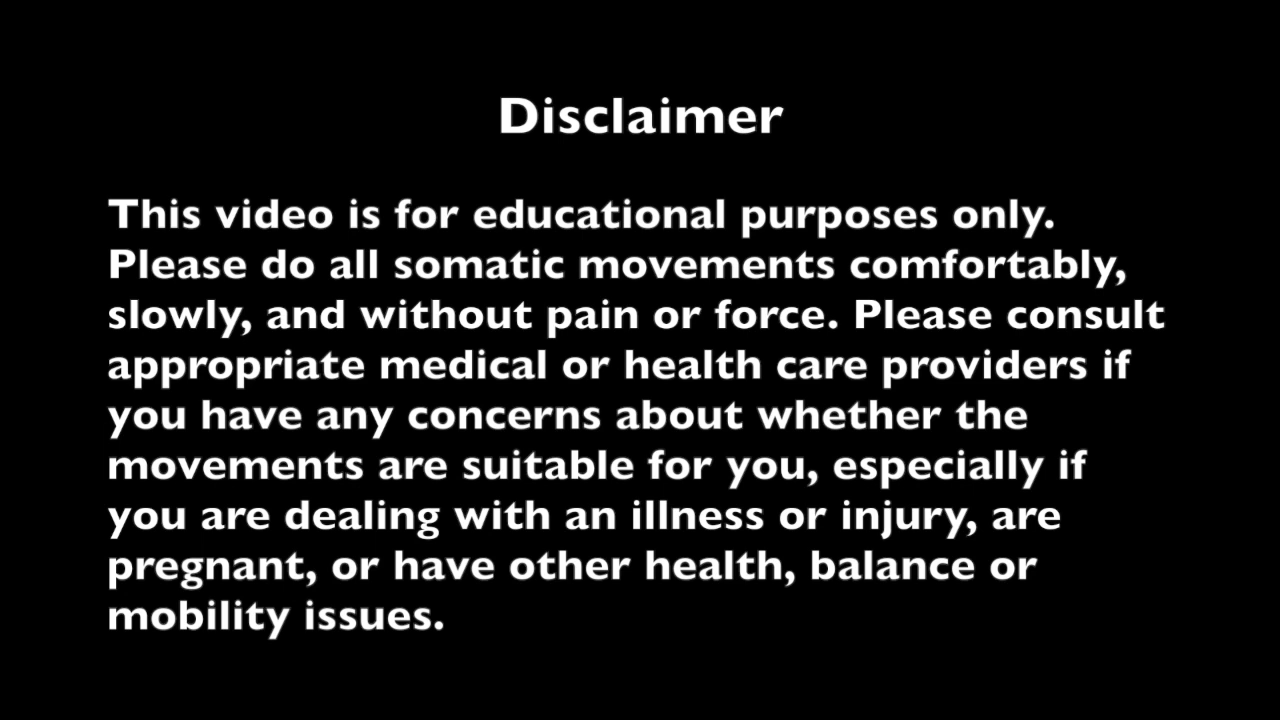 Disclaimer
This video is for educational purposes only.
Please do all somatic movements comfortably,
slowly, and without pain or force. Please consult
appropriate medical or health care providers if
you have any concerns about whether the
movements are suitable for you, especially if
you are dealing with an illness or injury, are
pregnant, or have other health, balance or
mobility issues.